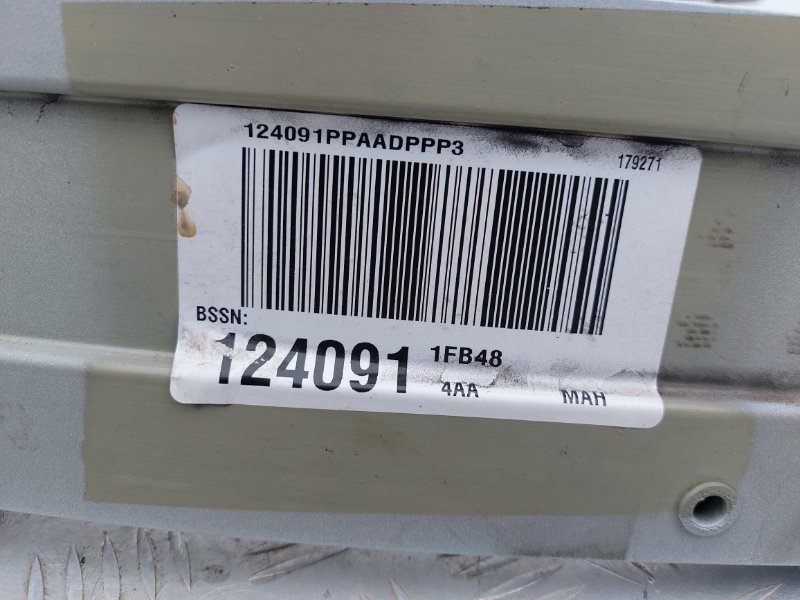 124091PPAADPPP3
179271
BSSN:
124091 1FB48
4AA MAH